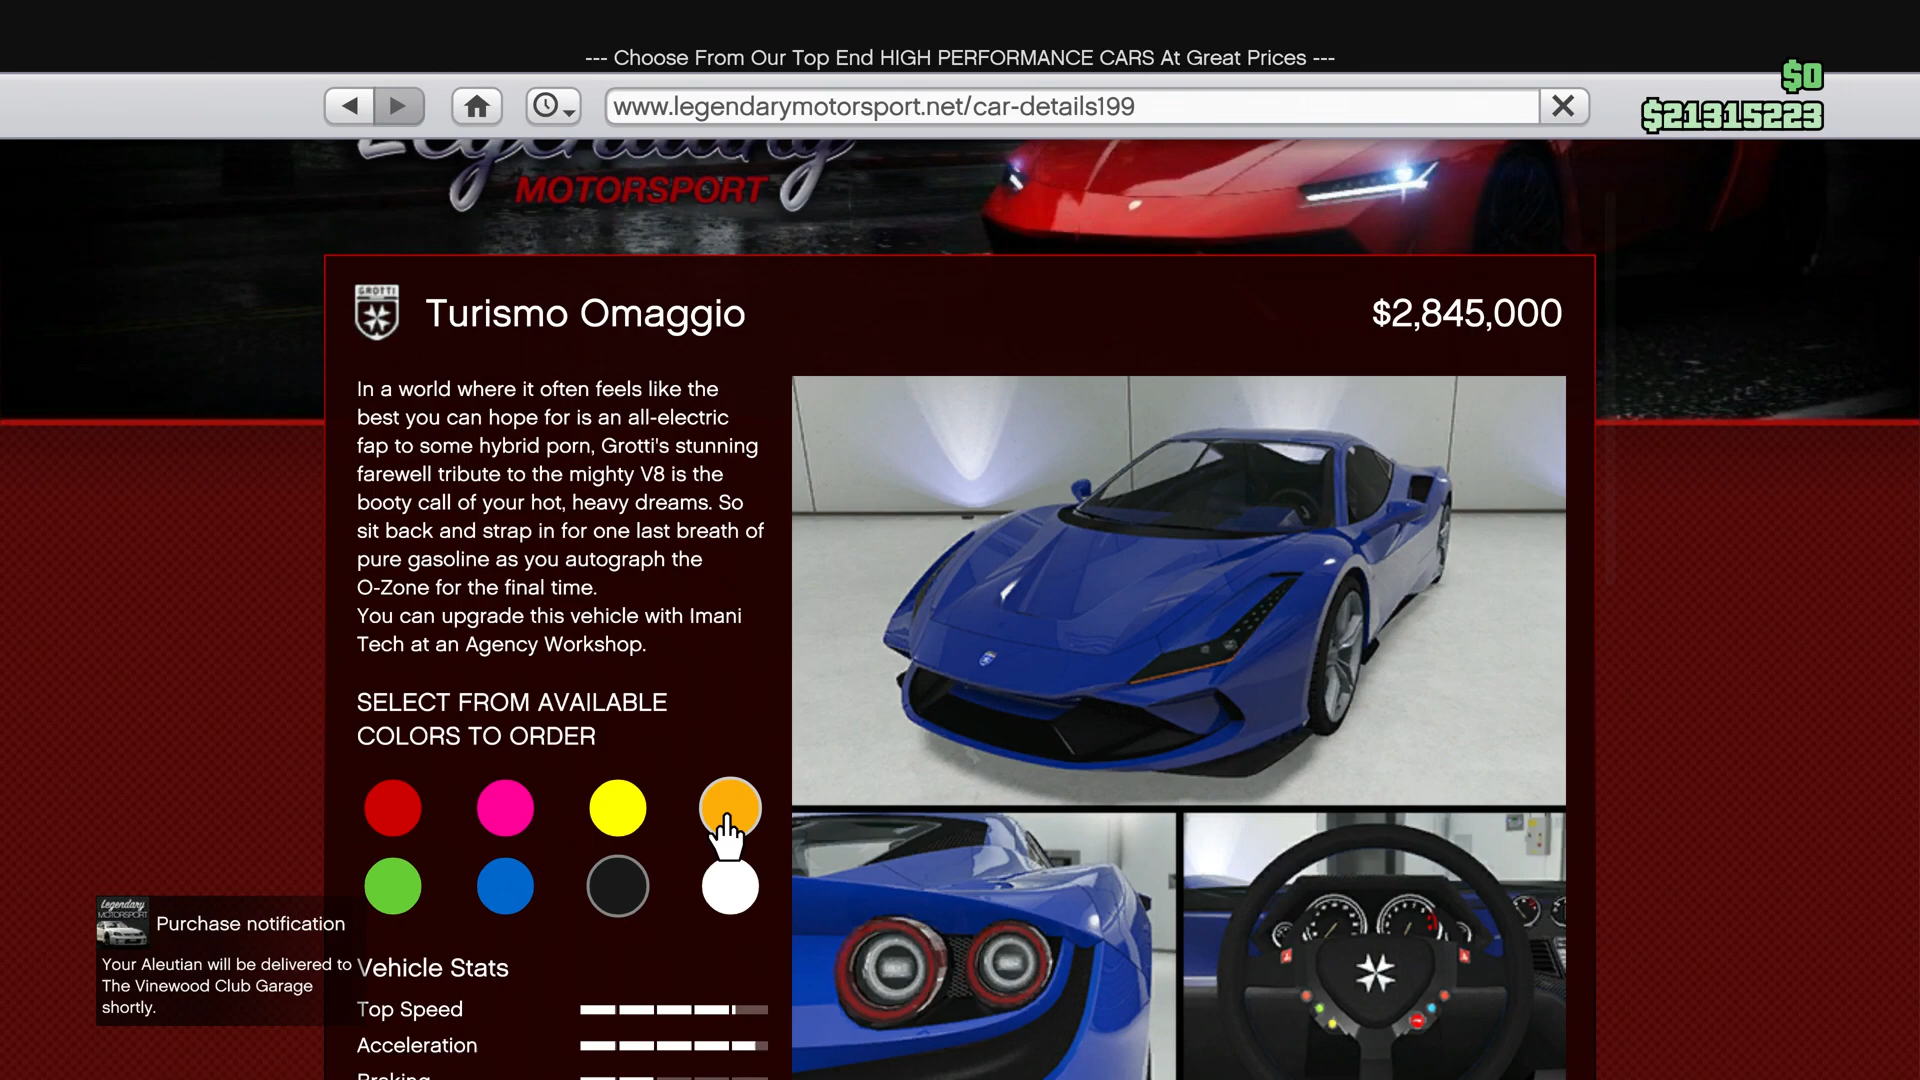 --- Choose From Our Top End HIGH PERFORMANCE CARS At Great Prices ---
$0
www.legendarymotorsport.net/car-details199
$21315223
Legendary
MOTORSPORT
GROTTI
Turismo Omaggio
$2,845,000
In a world where it often feels like the
best you can hope for is an all-electric
fap to some hybrid porn, Grotti's stunning
farewell tribute to the mighty V8 is the
booty call of your hot, heavy dreams. So
sit back and strap in for one last breath of
pure gasoline as you autograph the
O-Zone for the final time.
You can upgrade this vehicle with Imani
Tech at an Agency Workshop.
SELECT FROM AVAILABLE
COLORS TO ORDER
Legendary
MOTORSPORT
Purchase notification
Your Aleutian will be delivered to
The Vinewood Club Garage
shortly.
Vehicle Stats
Top Speed
Acceleration
Braking